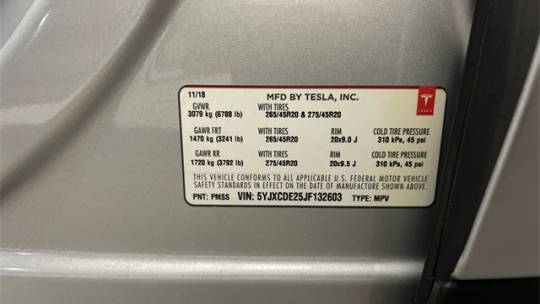 11/18 MFD BY TESLA, INC.
GVWR WITH TIRES
3079 kg (6788 lb) 265/45R20 & 275/45R20
GAWR FRT WITH TIRES RIM COLD TIRE PRESSURE
1470 kg (3241 lb) 265/45R20 20x9.0 J 310 kPa, 45 psi
GAWR RR WITH TIRES RIM COLD TIRE PRESSURE
1720 kg (3792 lb) 275/45R20 20x9.5 J 310 kPa, 45 psi
THIS VEHICLE CONFORMS TO ALL APPLICABLE U.S. FEDERAL MOTOR VEHICLE
SAFETY STANDARDS IN EFFECT ON THE DATE OF MANUFACTURE SHOWN ABOVE.
PNT: PMSS VIN: 5YJXCDE25JF132603 TYPE: MPV
TESLA